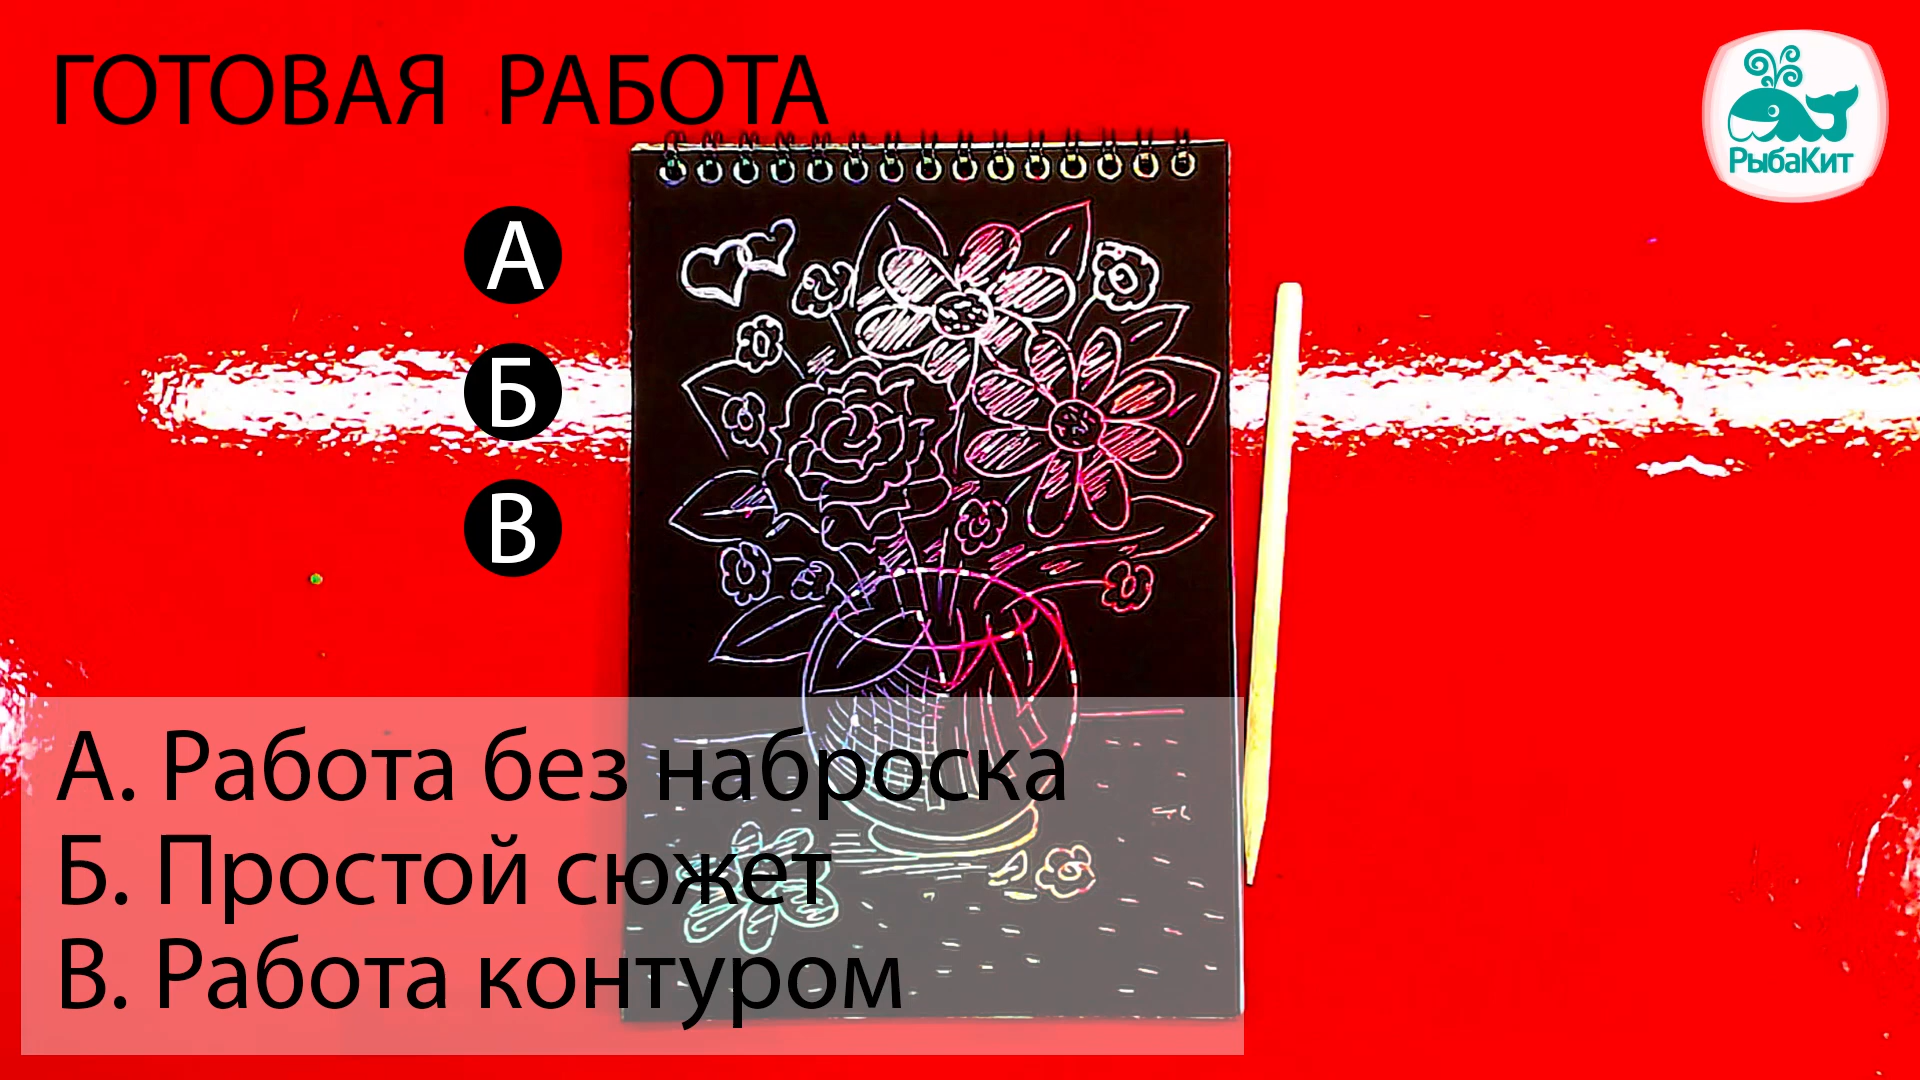 ГОТОВАЯ РАБОТА
РыбаКит
А
Б
В
А. Работа без наброска
Б. Простой сюжет
В. Работа контуром